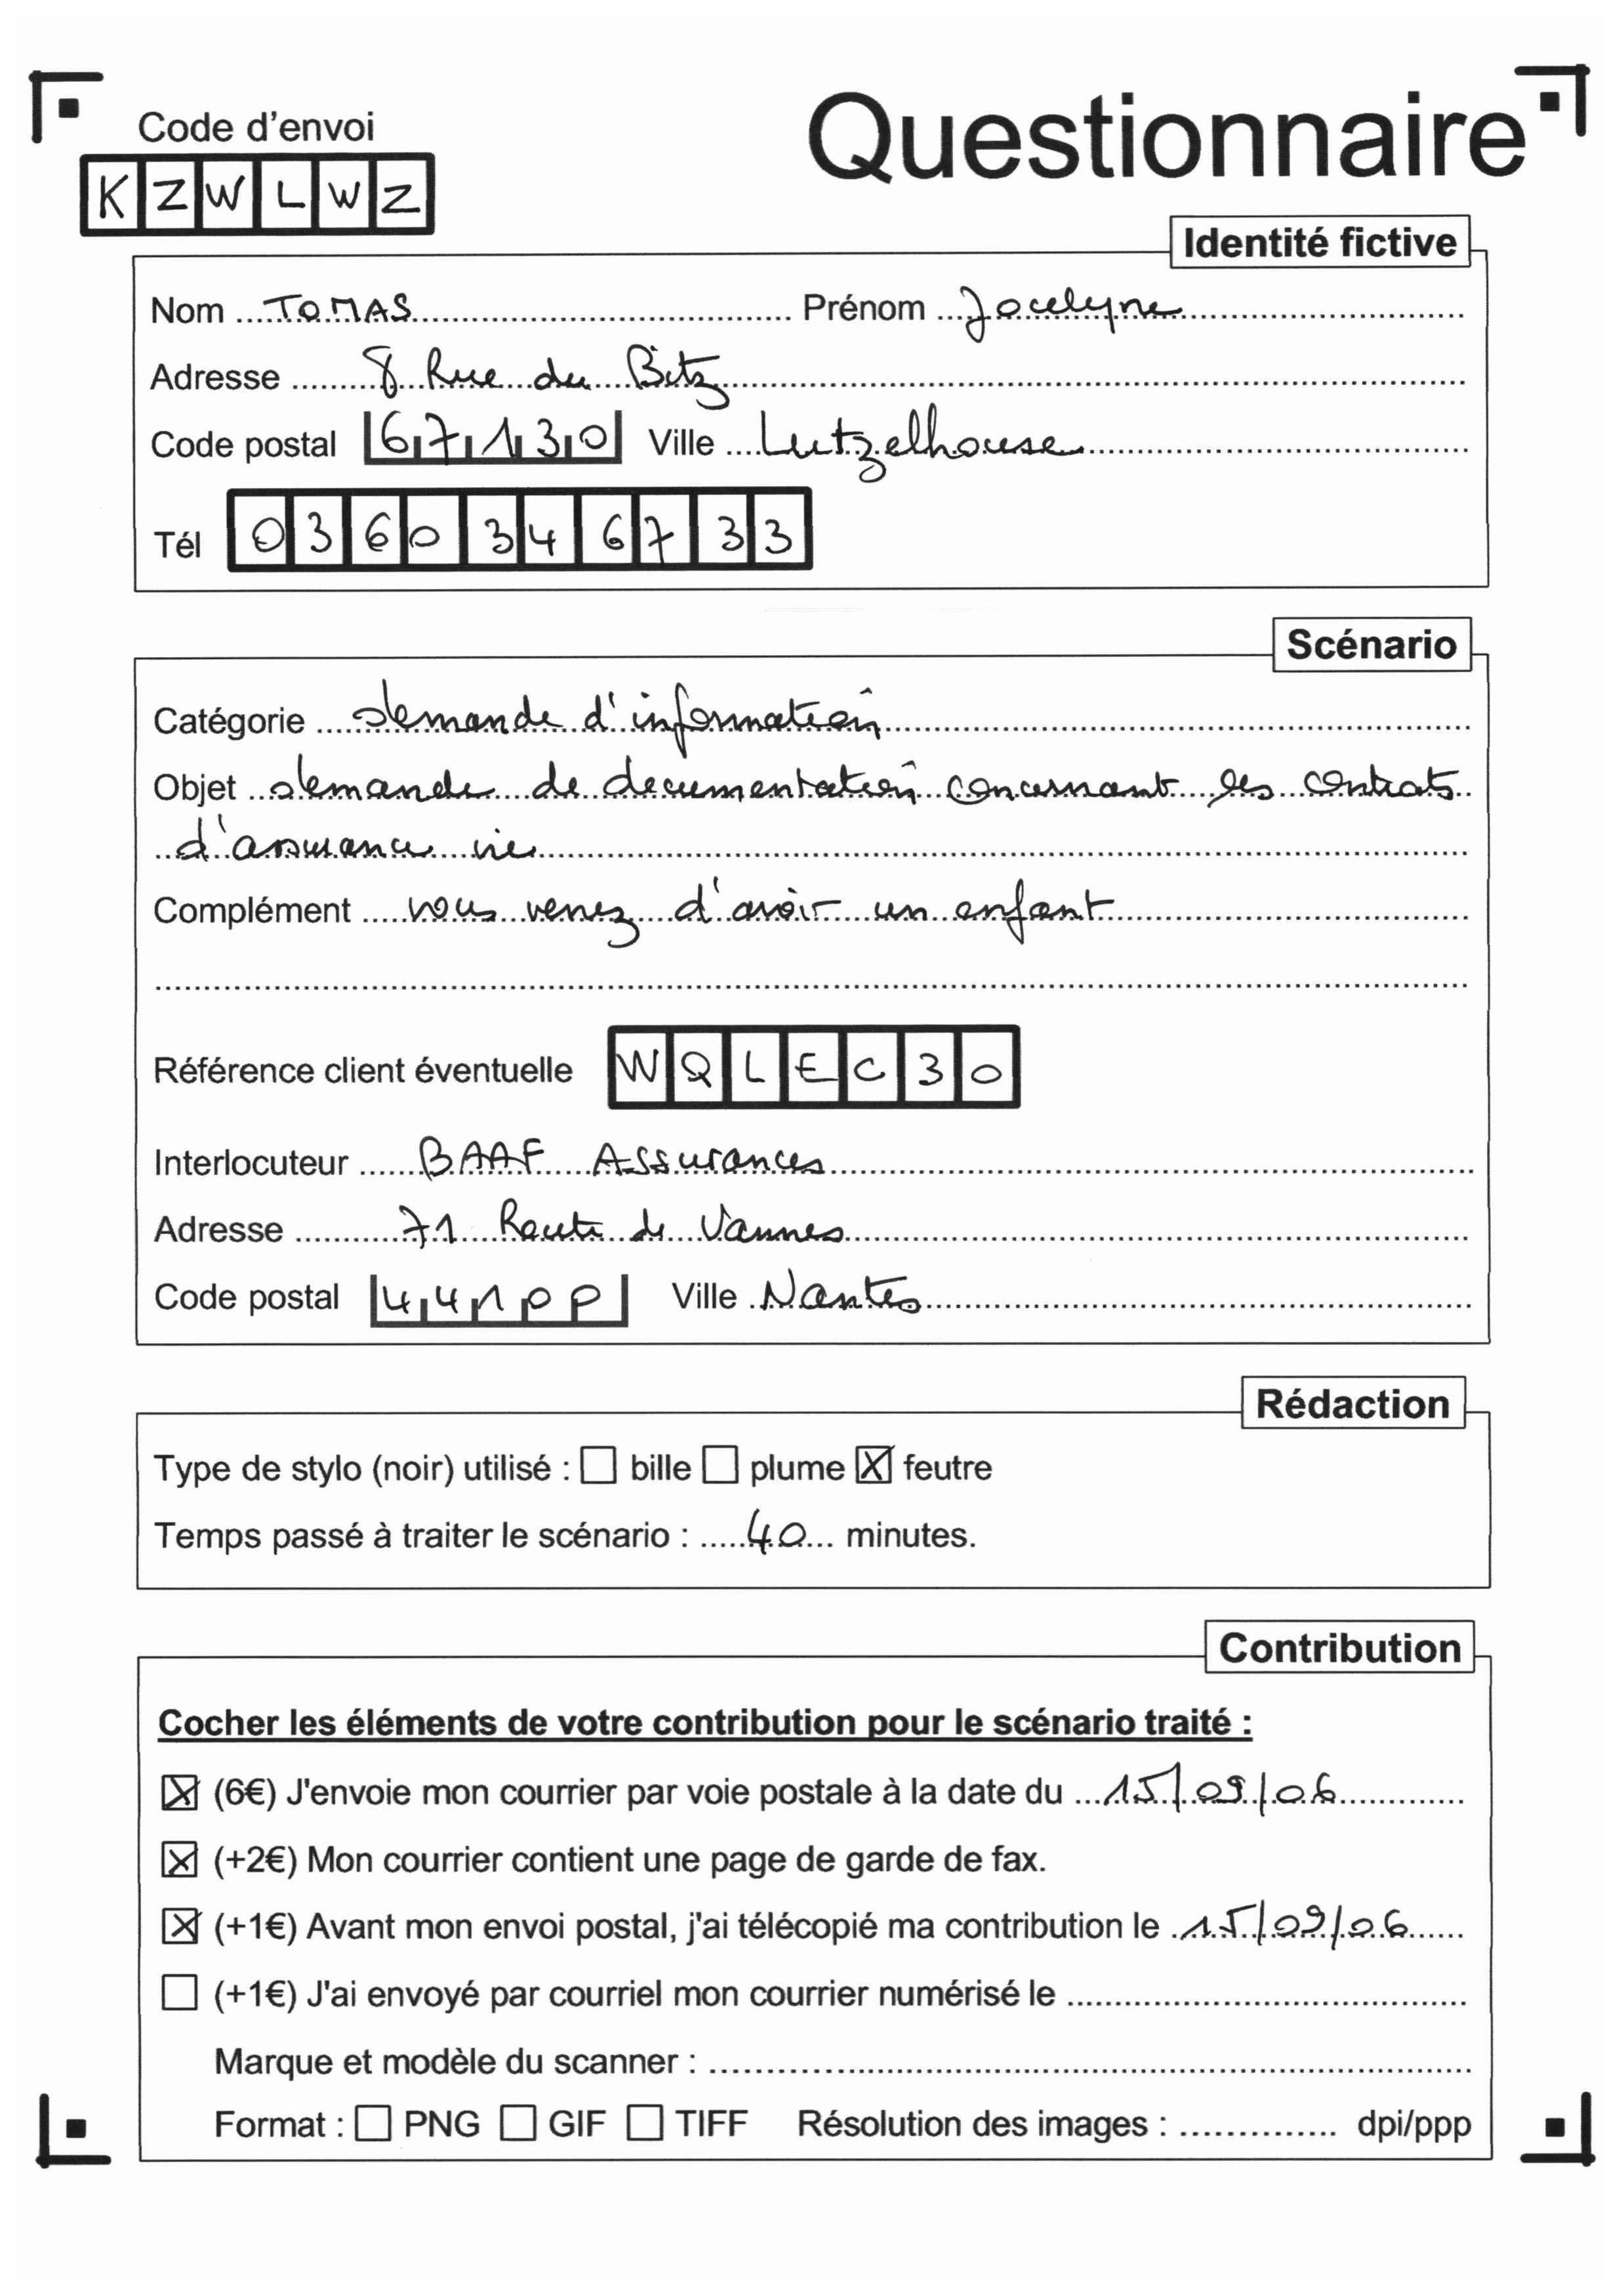 Code d'envoi
Questionnaire
KZWLWZ
Identité fictive
Nom TOMAS Prénom Jocelyne
Adresse 8 Rue du Bitz
Code postal 67130 Ville Lutzelhouse
Tél 0360346733
Scénario
Catégorie demande d'information
Objet demande de documentation concernant les contrats
d'assurance vie
Complément vous venez d'avoir un enfant
Référence client éventuelle WQLEC30
Interlocuteur BAAF Assurances
Adresse 71 Route de Vannes
Code postal 44100 Ville Nantes
Rédaction
Type de stylo (noir) utilisé : ☐ bille ☐ plume ☒ feutre
Temps passé à traiter le scénario : 40 minutes.
Contribution
Cocher les éléments de votre contribution pour le scénario traité :
☒ (6€) J'envoie mon courrier par voie postale à la date du 15/09/06
☒ (+2€) Mon courrier contient une page de garde de fax.
☒ (+1€) Avant mon envoi postal, j'ai télécopié ma contribution le 15/09/06
☐ (+1€) J'ai envoyé par courriel mon courrier numérisé le
Marque et modèle du scanner :
Format : ☐ PNG ☐ GIF ☐ TIFF Résolution des images : dpi/ppp